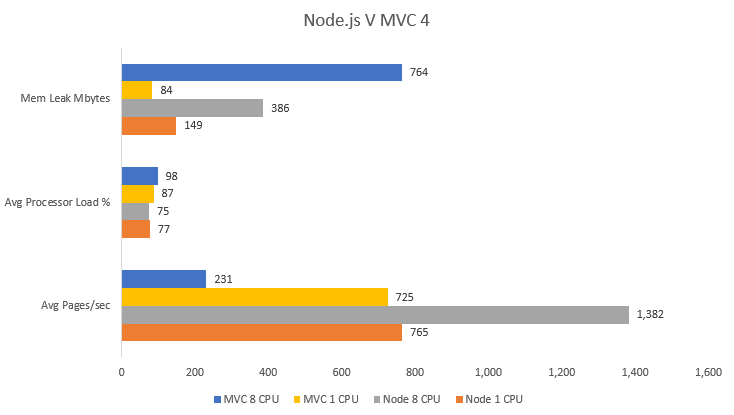 Node.js V MVC 4
764
Mem Leak Mbytes
84
386
149
98
87
Avg Processor Load %
75
77
231
725
Avg Pages/sec
1,382
765
0 200 400 600 800 1,000 1,200 1,400 1,600
MVC 8 CPU MVC 1 CPU Node 8 CPU Node 1 CPU